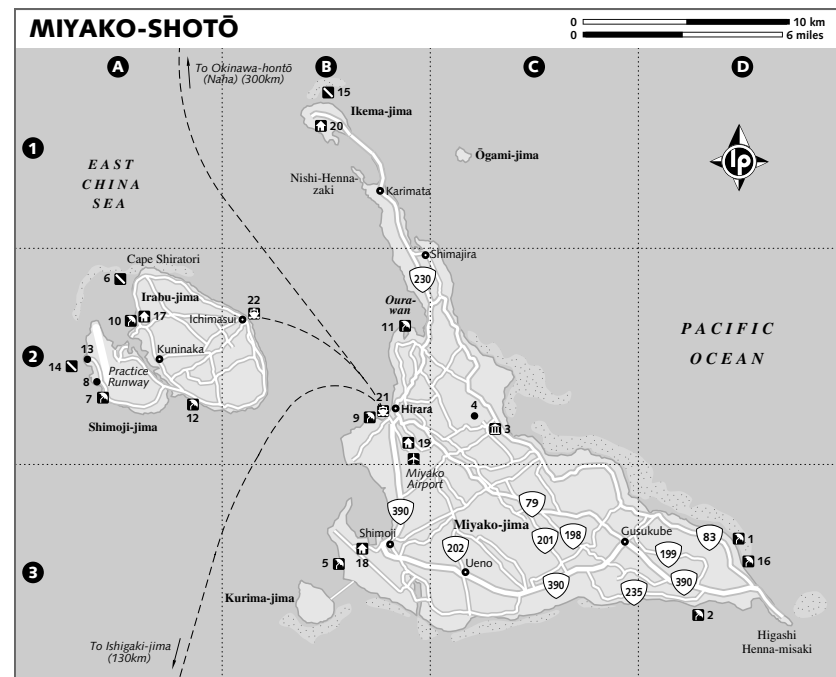 MIYAKO-SHOTŌ
0 10 km
0 6 miles
A B C D
To Okinawa-hontō
(Naha) (300km)
15
Ikema-jima
20
1
Ōgami-jima
lp
EAST
CHINA
SEA
Nishi-Henna-
zaki
Karimata
Cape Shiratori
Shimajira
6
230
Irabu-jima
22
10
17
Ichimasui
Oura-
wan
11
PACIFIC
OCEAN
2
13
Kuninaka
14
Practice
Runway
8
7
12
Shimoji-jima
21
9
Hirara
4
3
19
Miyako
Airport
390
79
Miyako-jima
Shimoji
202
201
198
Gusukube
83
1
199
16
3
5
18
Ueno
390
390
235
2
Kurima-jima
Higashi
Henna-misaki
To Ishigaki-jima
(130km)